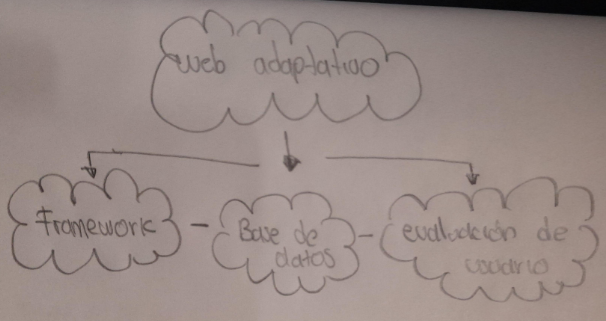 web adaptativo
Framework
Base de
datos
evaluación de
usuario